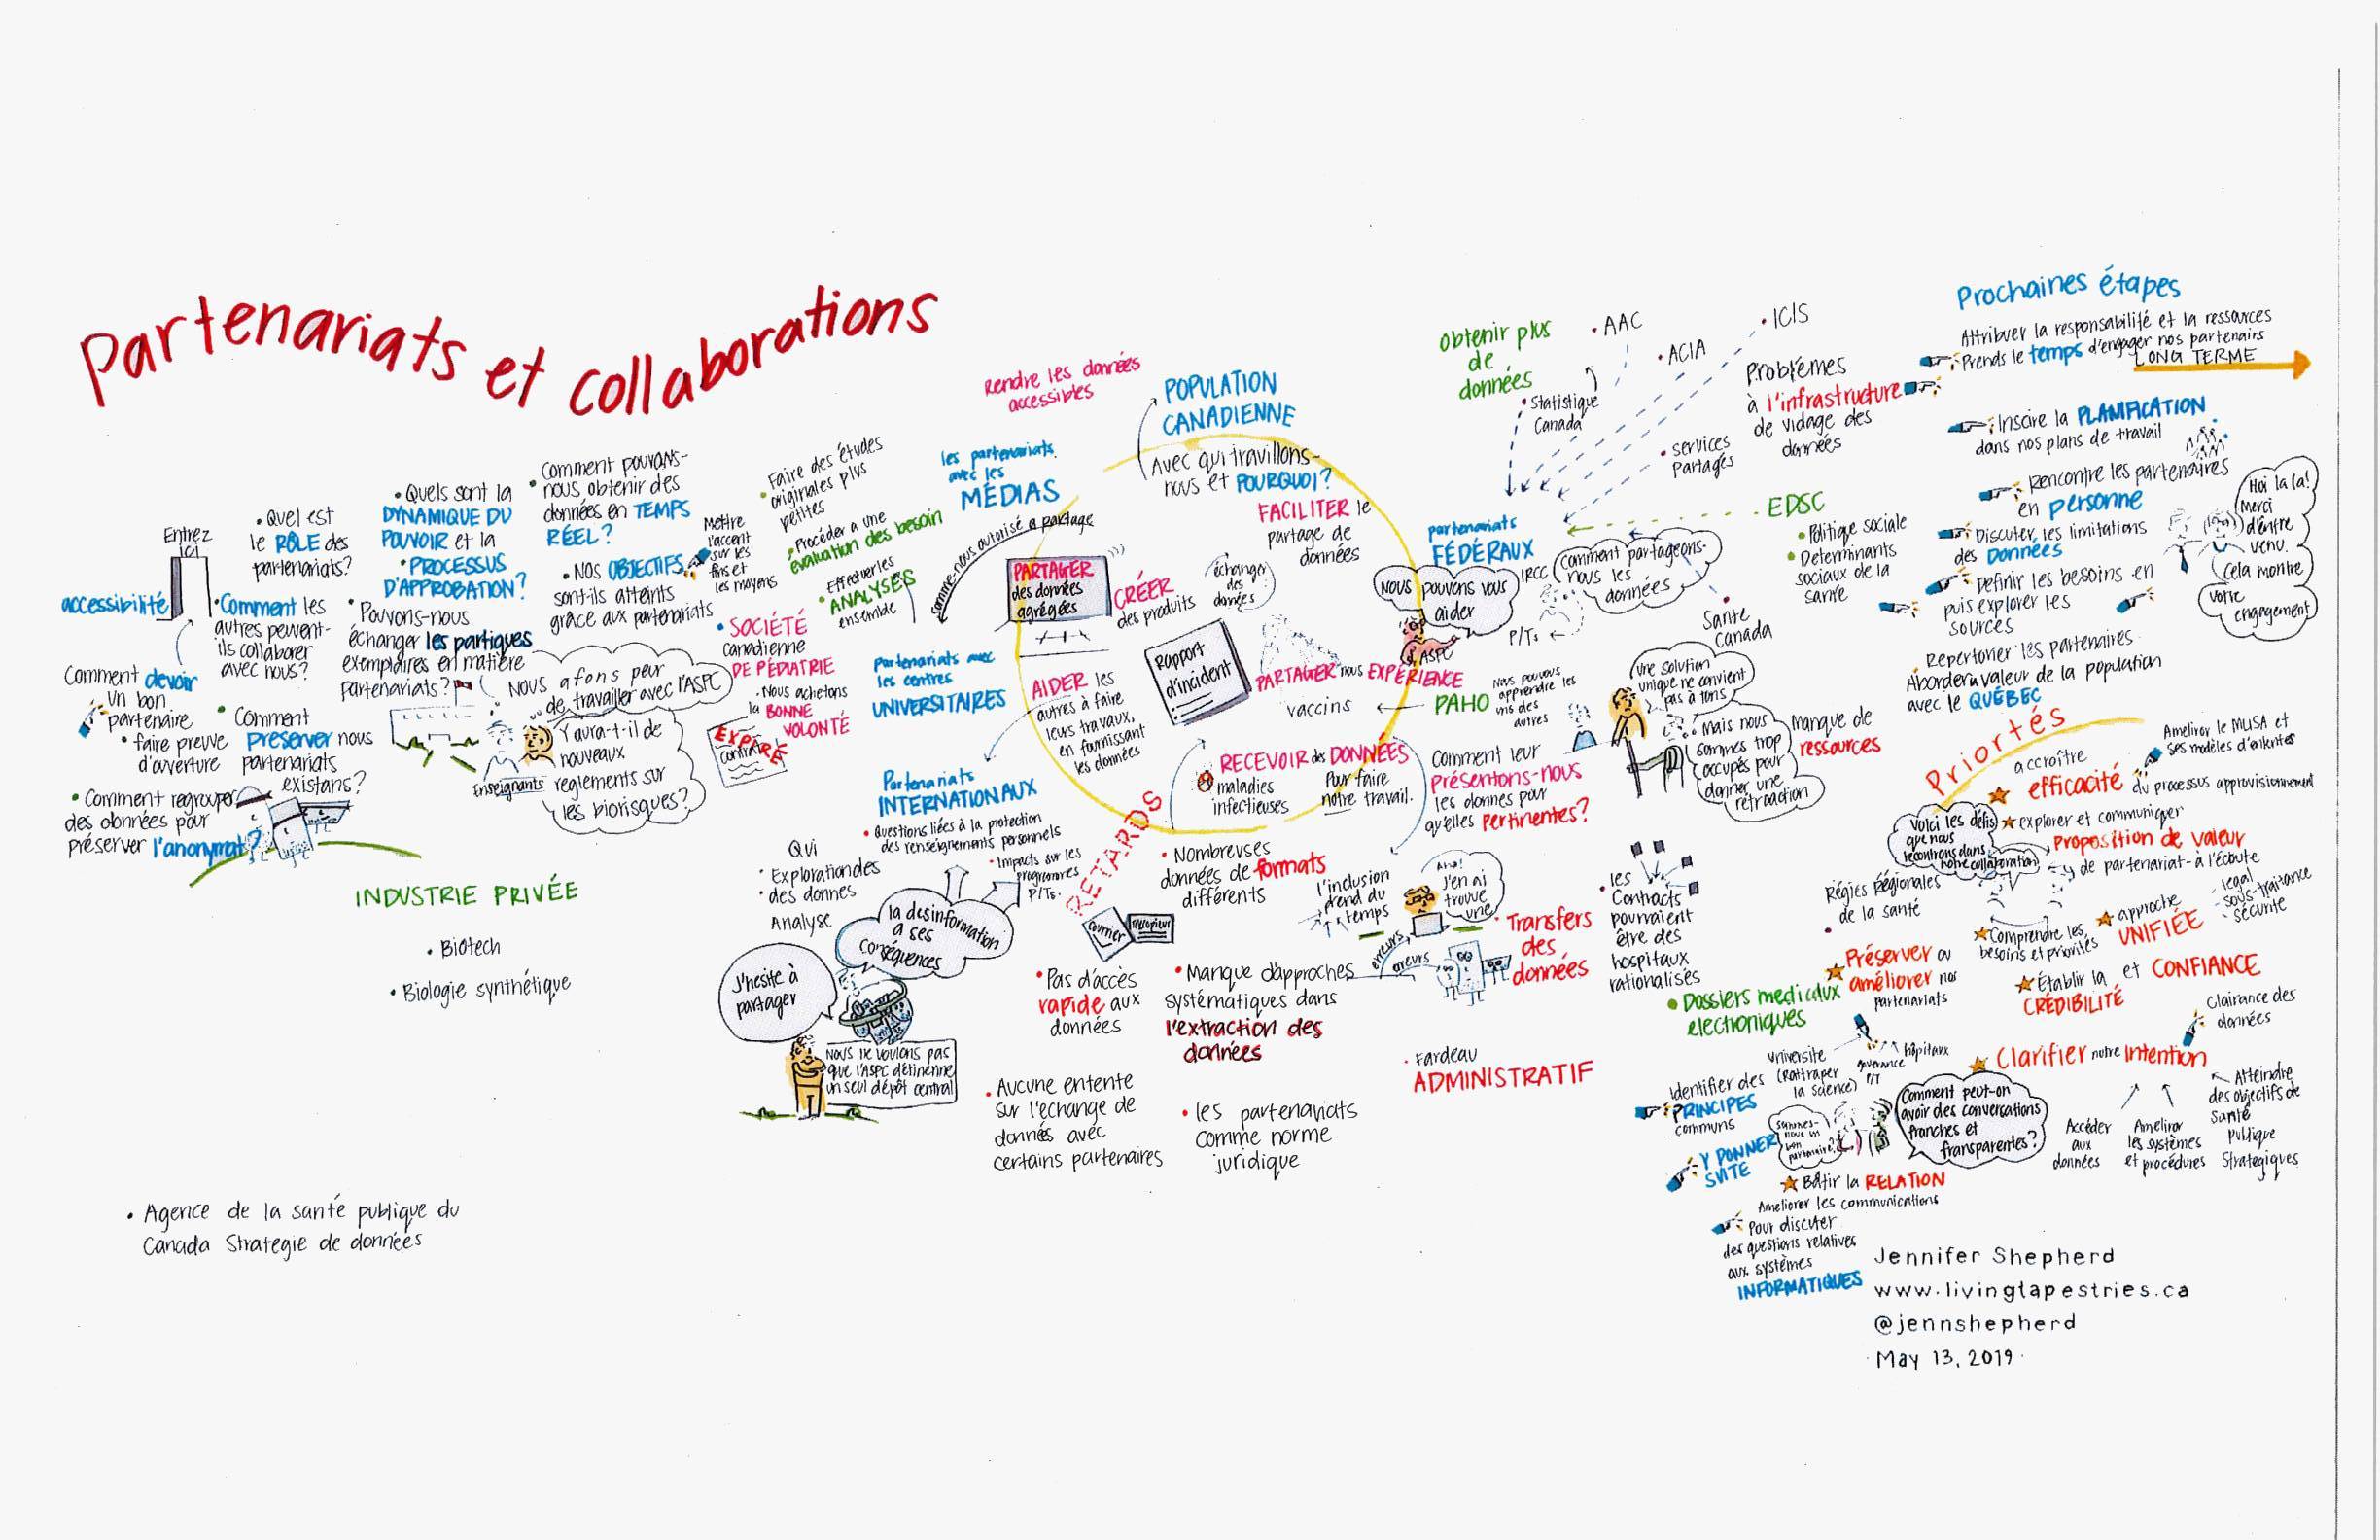 Partenariats et collaborations
Entrez
ici
accessibilité
Comment devoir
un bon
partenaire
• faire preuve
d'ouverture
• Comment regrouper
des données pour
préserver l'anonymat?
• Quel est
le RÔLE des
partenariats?
• Comment les
autres peuvent-
ils collaborer
avec nous?
• Comment
préserver nous
partenariats
existans?
• Quels sont la
DYNAMIQUE DU
POUVOIR et la
• PROCESSUS
D'APPROBATION?
• Pouvons-nous
échanger les partiques
exemplaires en matière
Partenariats?
• Comment pouvons-
nous obtenir des
données en TEMPS
RÉEL?
• Nos OBJECTIFS
sont-ils atteints
grâce aux partenariats
Mettre
l'accent
sur les
fins et
les moyens
NOUS afons peur
de travailler avec l'ASPC
Y aura-t-il de
nouveaux
reglements sur
les biorisques?
Enseignants
INDUSTRIE PRIVÉE
• Biotech
• Biologie synthétique
• Agence de la santé publique du
Canada Strategie de données
• Faire des études
originales plus
petites
• Procéder a une
évaluation des besoin
• Effectuer les
ANALYSES
ensemble
• SOCIÉTÉ
canadienne
DE PÉDIATRIE
• Nous achetons
la BONNE
VOLONTÉ
EXPIRÉ
contrat
les partenariats
avec les
MÉDIAS
Somme-nous autorisé a partage
Partenariats avec
les centres
UNIVERSITAIRES
Partenariats
INTERNATIONAUX
• Questions liées à la protection
des renseignements personnels
• Impacts sur les
programmes
P/Ts.
Qui
• Exploration des
• des donnes
Analyse
la desinformation
a ses
conséquences
J'hesite à
partager
Nous ne voulons pas
que l'ASPC détienne
un seul dépôt central
Rendre les données
accessibles
POPULATION
CANADIENNE
Avec qui travillons-
nous et POURQUOI?
FACILITER le
partage de
données
PARTAGER
des données
agrégées
CRÉER
des produits
échanger
des
données
Rapport
d'incident
AIDER les
autres à faire
leurs travaux,
en furnissant
les données
PARTAGER nous EXPÉRIENCE
vaccins
PAHO
Nous pouvons
apprendre les
uns des
autres
RECEVOIR des DONNÉES
maladies
infectieuses
Pour faire
notre travail.
RETARDS
• Nombreuses
données de formats
différents
Courrier
télécopieur
• Pas d'accès
rapide aux
données
• Manque d'approches
systématiques dans
l'extraction des
données
• Aucune entente
sur l'échange de
données avec
certains partenaires
• les partenaviats
comme norme
juridique
l'inclusion
prend du
temps
Aha!
J'en ai
trouve
une
erreurs
• Transfers
des
données
• Fardeau
ADMINISTRATIF
Comment leur
présentons-nous
les donnes pour
qu'elles pertinentes?
obtenir plus
de
données
• AAC
• ICIS
• ACIA
• Statistique
Canada
• services
Partagés
Problémes
à l'infrastructure
de vidage des
données
partenariats
FÉDÉRAUX
EDSC
• Politique sociale
• Determinants
sociaux de la
sante
NOUS pouvons vous
aider
ASPC
IRCC
Comment partageons-
nous les
données
P/Ts
Santé
Canada
Une solution
unique ne convient
pas à tous
Mais nous
sommes trop
occupés pour
donner une
rétroaction
Manque de
ressources
• les
Contracts
pourraient
être des
hospitaux
rationalisés
• Dossiers medicalux
electroniques
Prochaines étapes
Attribuer la responsabilité et la ressarces
Prends le temps d'engager nos partenairs
LONG TERME
Inscire la PLANIFICATION
dans nos plans de travail
Rencontre les partenaires
en personne
Discuter les limitations
des Données
Definir les besoins en
puis explorer les
sources
Repertorier les partenaires
Aborder la valeur de la population
avec le QUÉBEC
Hoi la la!
Merci
d'entre
venu.
Cela montre
votre
engagement
Priortés
accroître
efficacité du processus approvisionnement
Ameliorer le MUSA et
ses modèles d'ententes
Voici les défis
que nous
recontrons dans
notre collaboration
explorer et communiquer
Proposition de valeur
de partenariat- à l'écoute
Régies Régionales
de la santé
Comprendre les
besoins et priorités
approche
UNIFIÉE
- legal
- sous-traitance
- sécurité
Préserver ou
améliorer nos
partenariats
Établir la et CONFIANCE
CRÉDIBILITÉ
Clairance des
données
Clarifier notre Intention
université
(Rattraper
la science)
hôpitaux
P/T
Identifier des
PRINCIPES
communs
Y DONNER
SUITE
Sommes-
nous un
bon
partenaire?
Comment peut-on
avoir des conversations
franches et
transparentes?
Accéder
aux
données
Ameliror
les systèmes
et procédures
Atteindre
des objectifs de
Santé
Publique
Strategiques
Bâtir la RELATION
Ameliorer les communications
Pour discuter
des questions relatives
aux systèmes
INFORMATIQUES
Jennifer Shepherd
www.livingtapestries.ca
@jennshepherd
May 13, 2019